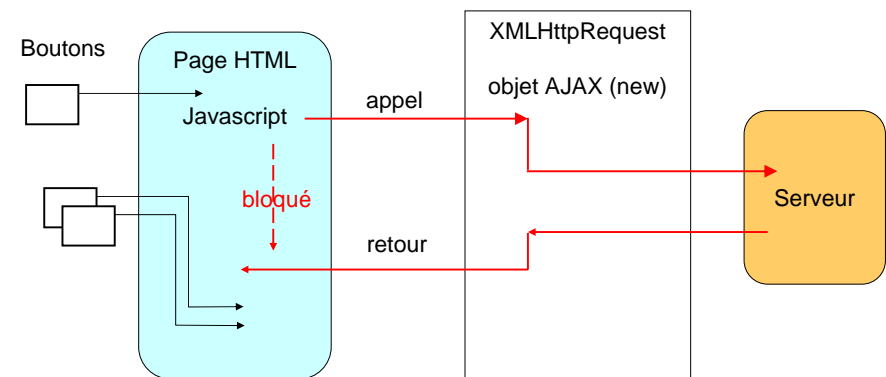 Boutons
Page HTML
Javascript
bloqué
appel
retour
XMLHttpRequest
objet AJAX (new)
Serveur